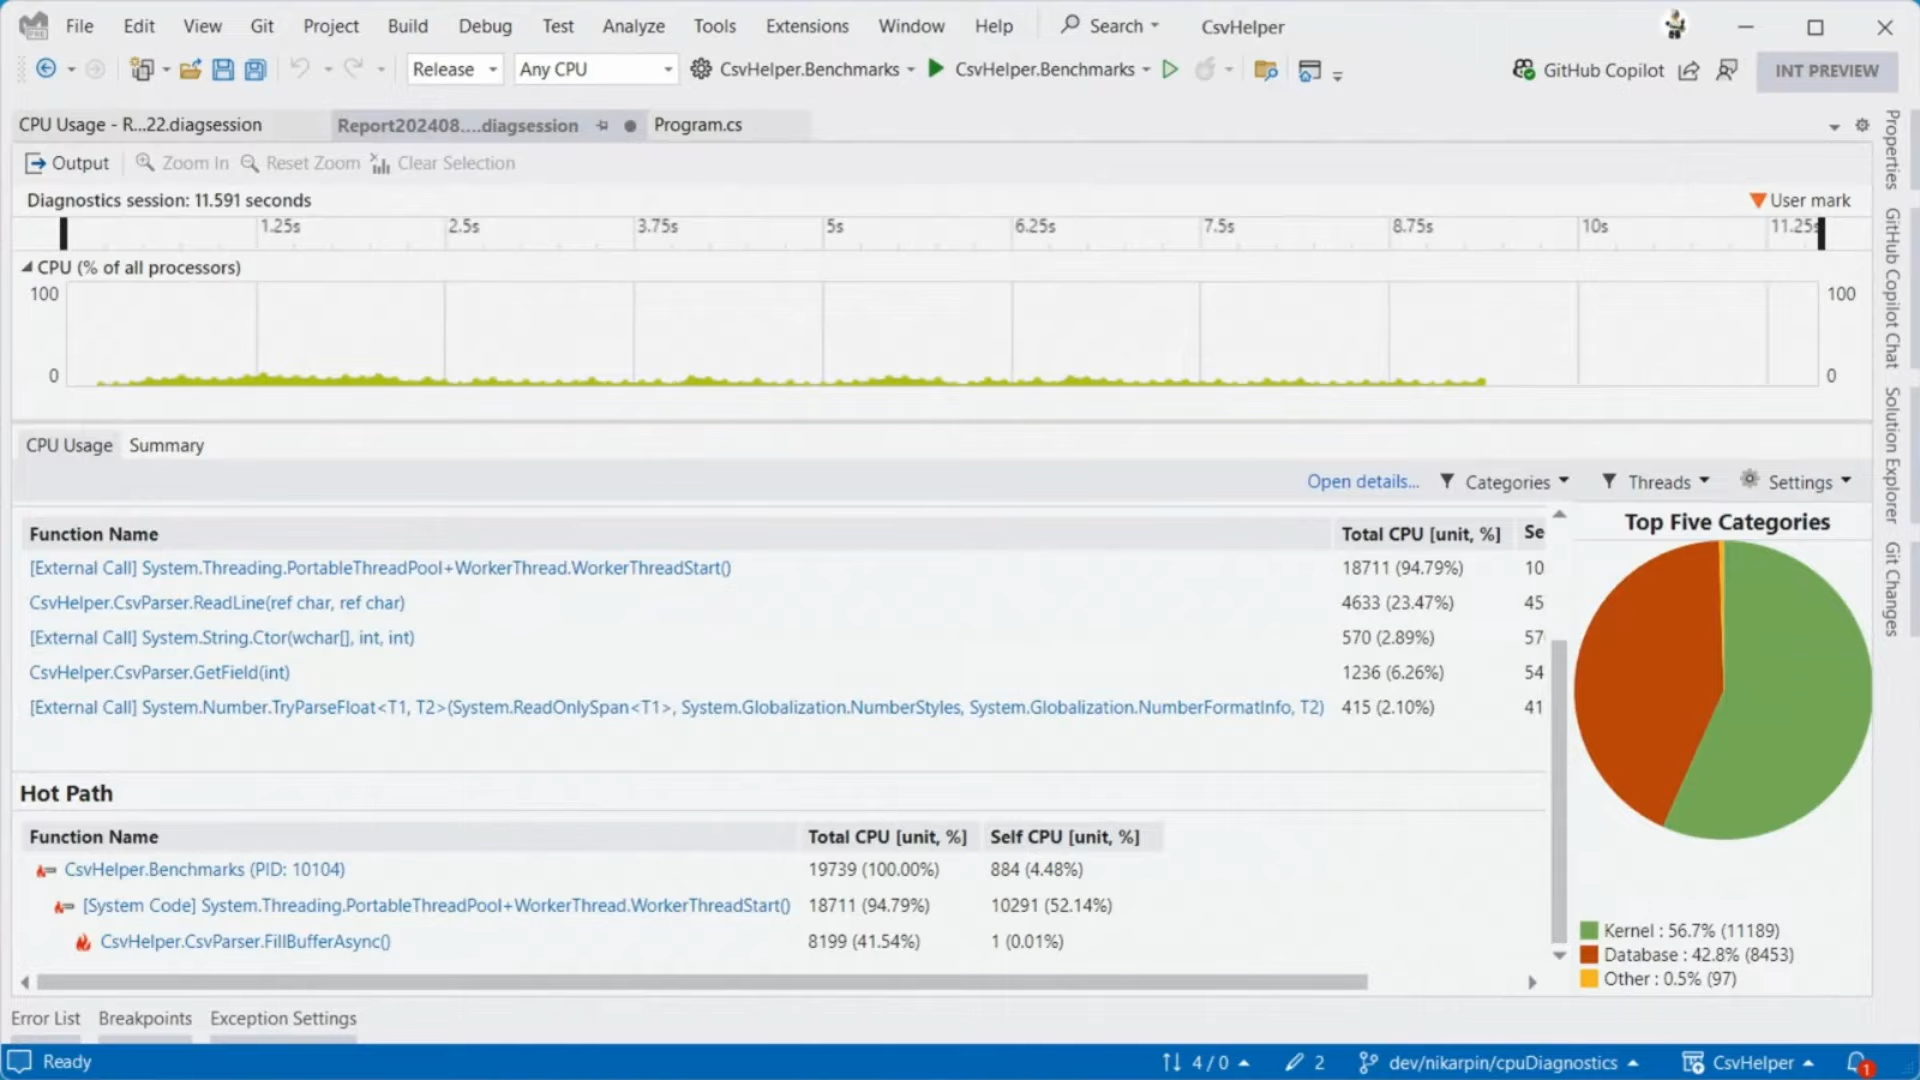 File Edit View Git Project Build Debug Test Analyze Tools Extensions Window Help Search CsvHelper
Release Any CPU CsvHelper.Benchmarks CsvHelper.Benchmarks GitHub Copilot INT PREVIEW
CPU Usage - R...22.diagsession Report202408....diagsession Program.cs
Output Zoom In Reset Zoom Clear Selection
Diagnostics session: 11.591 seconds User mark
1.25s 2.5s 3.75s 5s 6.25s 7.5s 8.75s 10s 11.25s
CPU (% of all processors)
100 100
0 0
CPU Usage Summary
Open details... Categories Threads Settings
Function Name Total CPU [unit, %] Se
[External Call] System.Threading.PortableThreadPool+WorkerThread.WorkerThreadStart() 18711 (94.79%) 10
CsvHelper.CsvParser.ReadLine(ref char, ref char) 4633 (23.47%) 45
[External Call] System.String.Ctor(wchar[], int, int) 570 (2.89%) 57
CsvHelper.CsvParser.GetField(int) 1236 (6.26%) 54
[External Call] System.Number.TryParseFloat<T1, T2>(System.ReadOnlySpan<T1>, System.Globalization.NumberStyles, System.Globalization.NumberFormatInfo, T2) 415 (2.10%) 41
Hot Path
Function Name Total CPU [unit, %] Self CPU [unit, %]
CsvHelper.Benchmarks (PID: 10104) 19739 (100.00%) 884 (4.48%)
[System Code] System.Threading.PortableThreadPool+WorkerThread.WorkerThreadStart() 18711 (94.79%) 10291 (52.14%)
CsvHelper.CsvParser.FillBufferAsync() 8199 (41.54%) 1 (0.01%)
Top Five Categories
Kernel : 56.7% (11189)
Database : 42.8% (8453)
Other : 0.5% (97)
Properties
GitHub Copilot Chat
Solution Explorer
Git Changes
Error List Breakpoints Exception Settings
Ready 4 / 0 2 dev/nikarpin/cpuDiagnostics CsvHelper 1